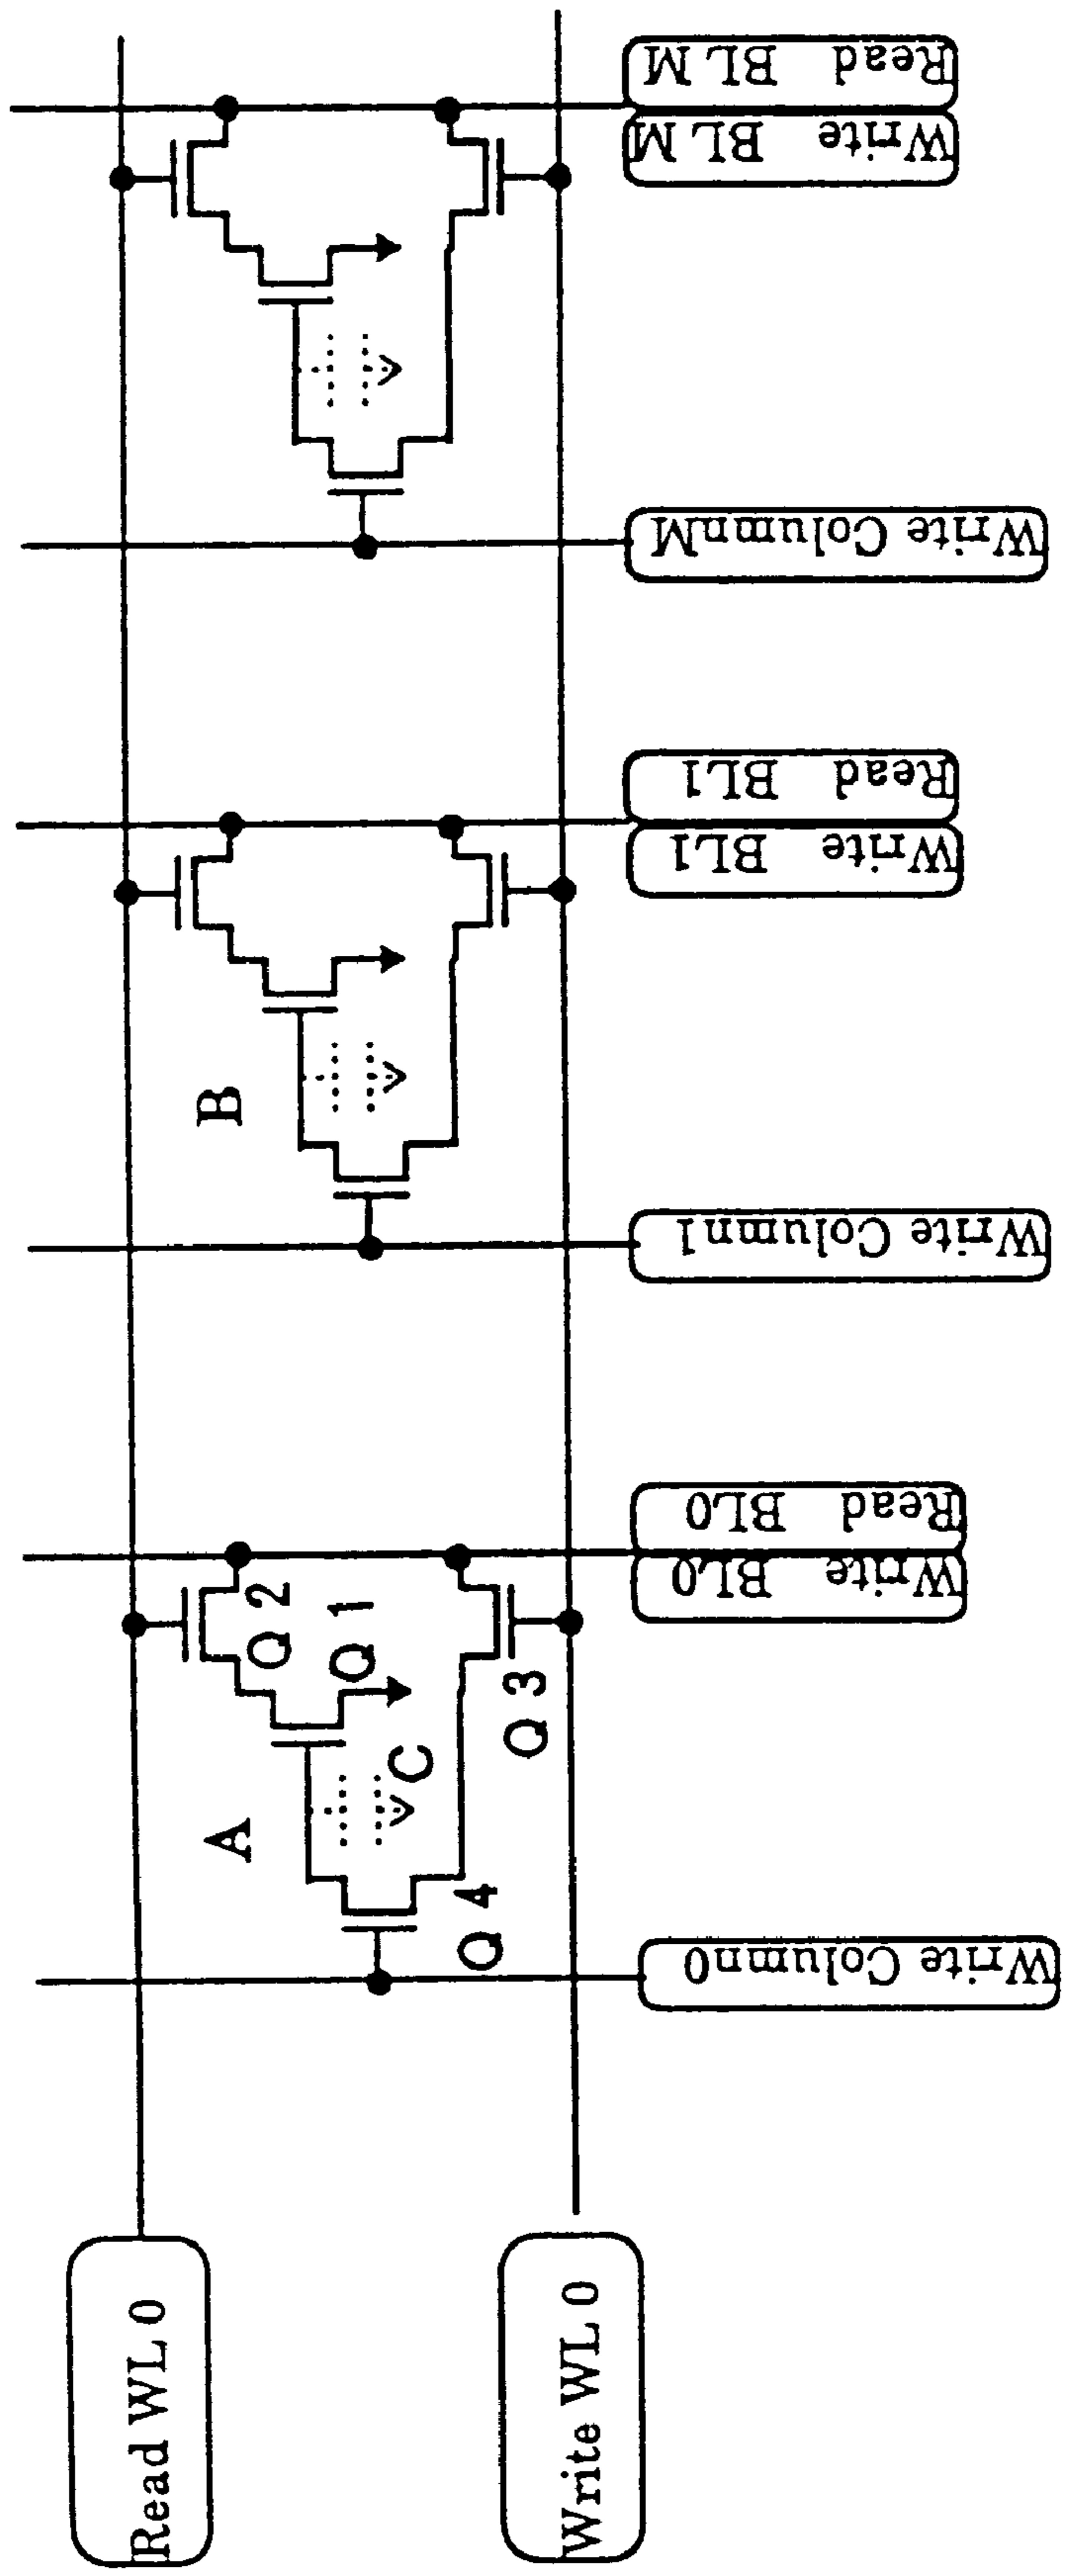 Read WL 0
Write WL 0
A
Q 2
Q 1
C
Q 3
Q 4
B
Write Column0
Write BL0
Read BL0
Write Column1
Write BL1
Read BL1
Write ColumnM
Write BL M
Read BL M